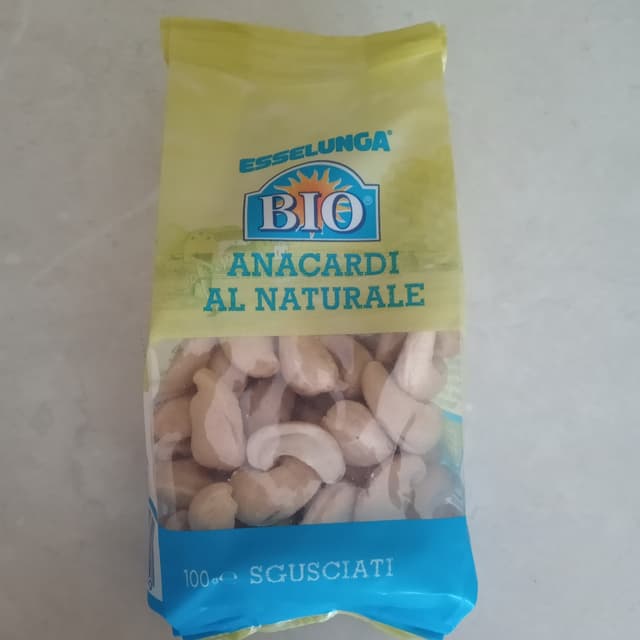 ESSELUNGA®
BIO®
ANACARDI
AL NATURALE
100g℮ SGUSCIATI